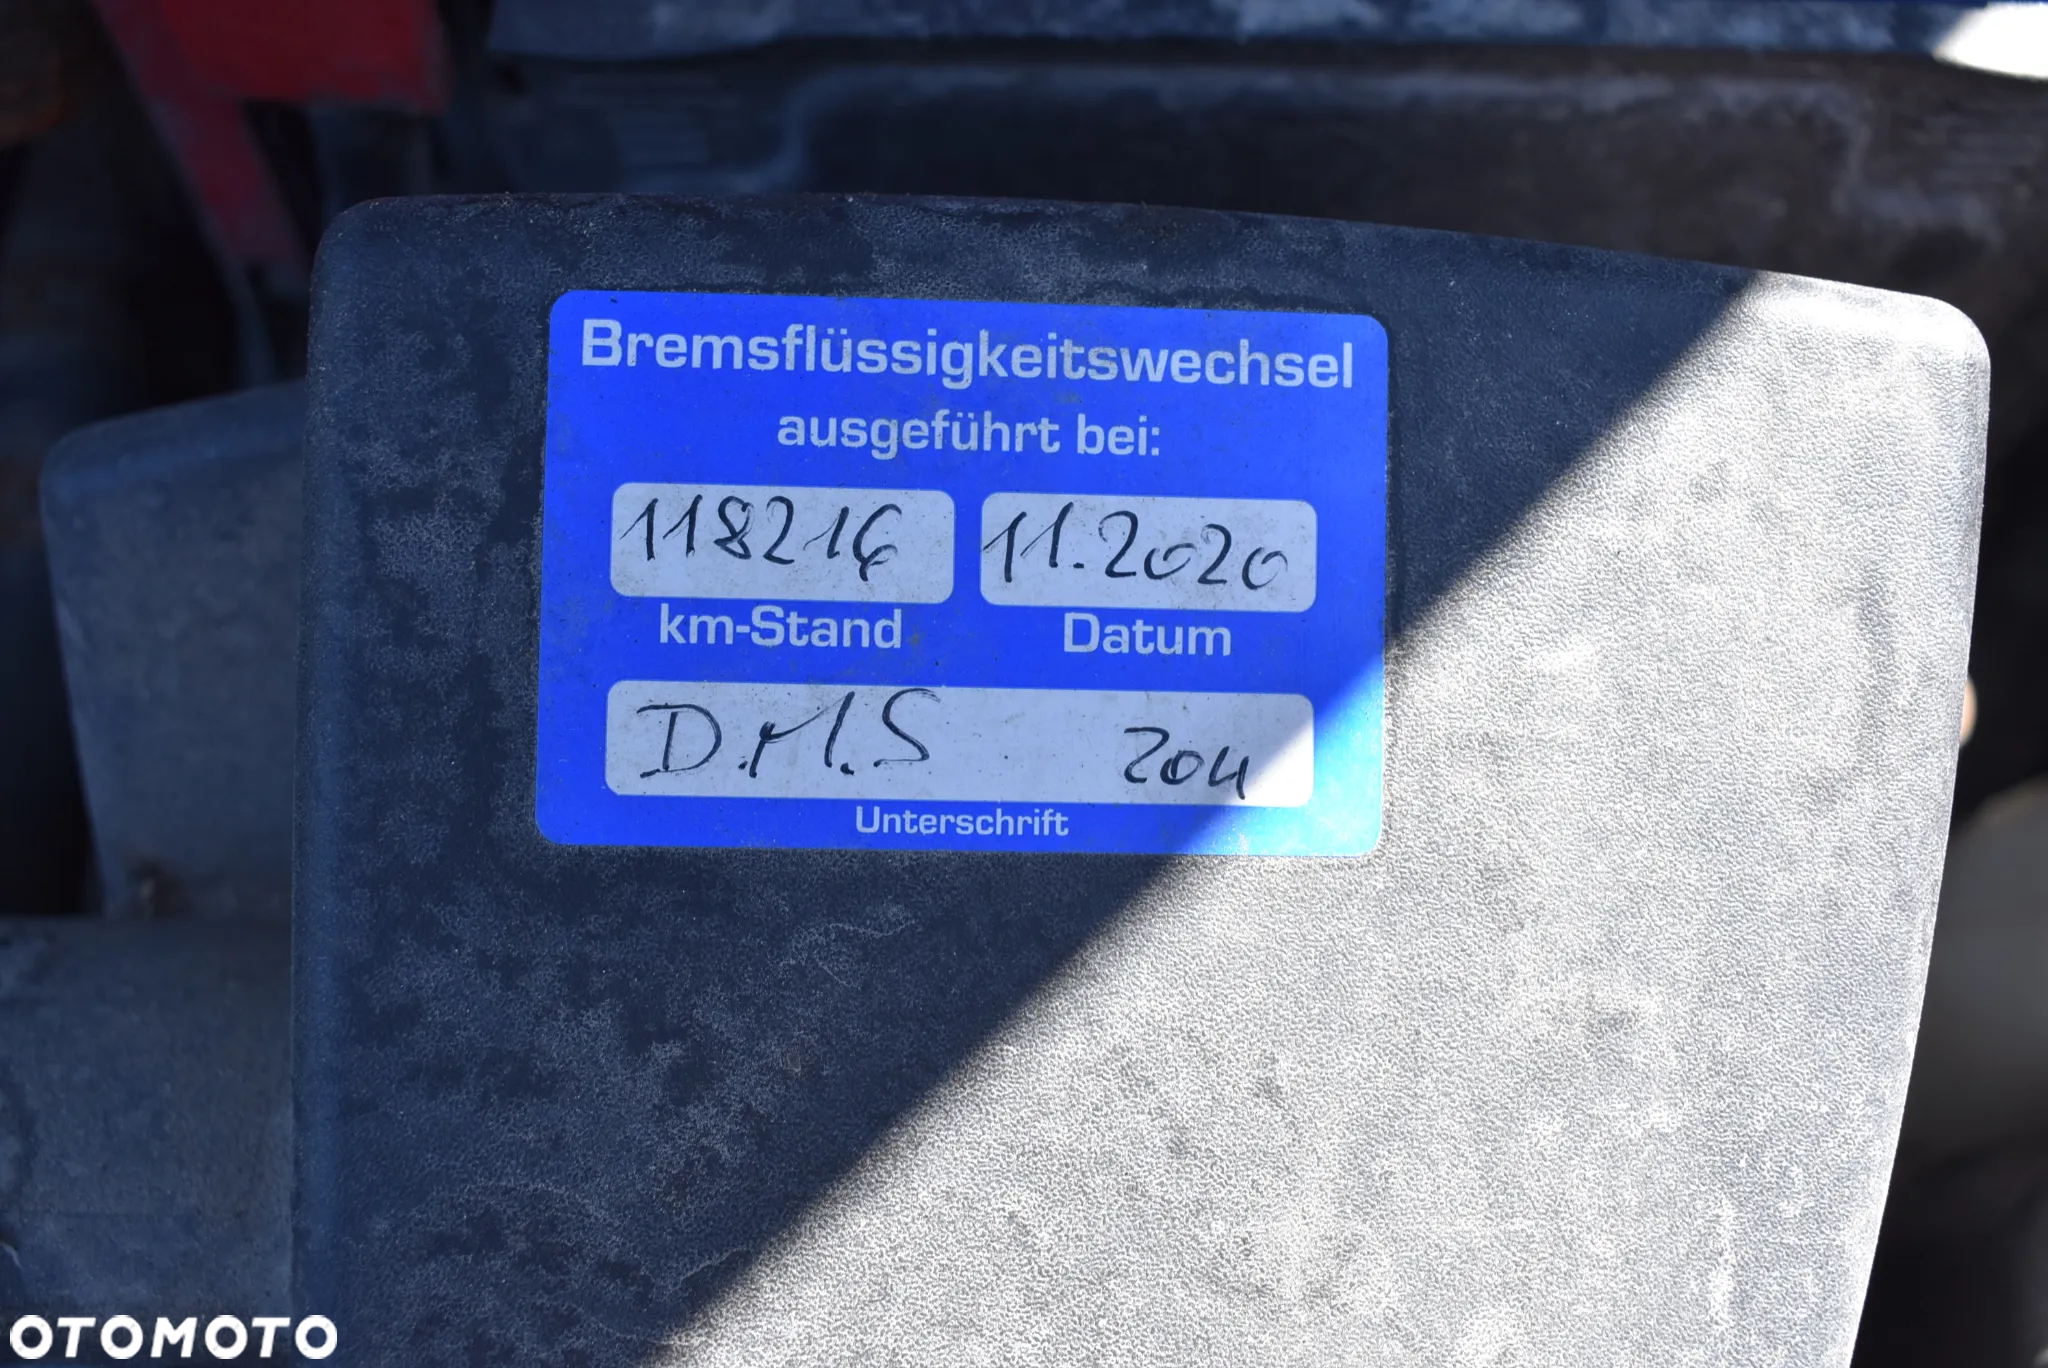 Bremsflüssigkeitswechsel
ausgeführt bei:
118216 11.2020
km-Stand Datum
D.M.S 204
Unterschrift
OTOMOTO